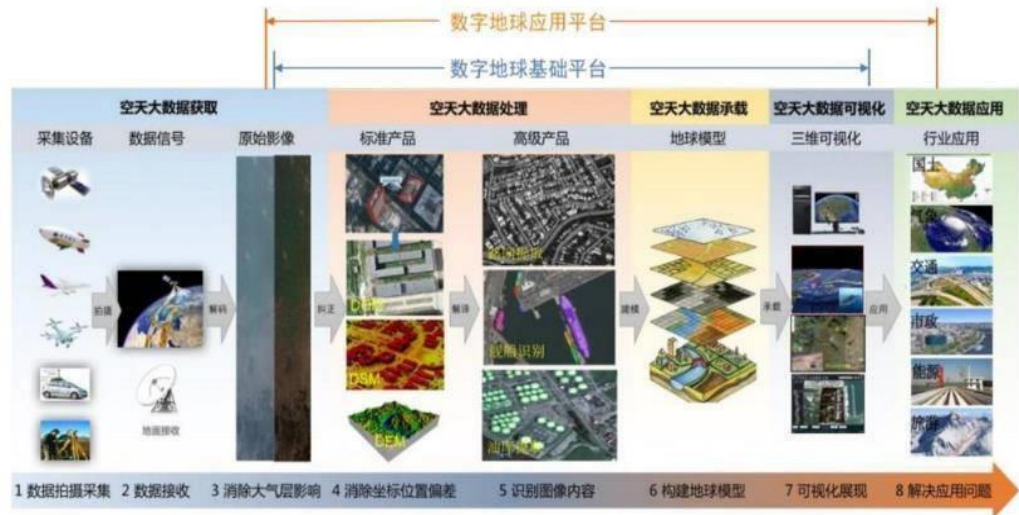 数字地球应用平台
数字地球基础平台
空天大数据获取
空天大数据处理
空天大数据承载
空天大数据可视化
空天大数据应用
采集设备
数据信号
原始影像
标准产品
高级产品
地球模型
三维可视化
行业应用
拍摄
解码
纠正
解译
建模
承载
应用
地面接收
DSM
DEM
舰船识别
国土
交通
市政
能源
旅游
1 数据拍摄采集
2 数据接收
3 消除大气层影响
4 消除坐标位置偏差
5 识别图像内容
6 构建地球模型
7 可视化展现
8 解决应用问题